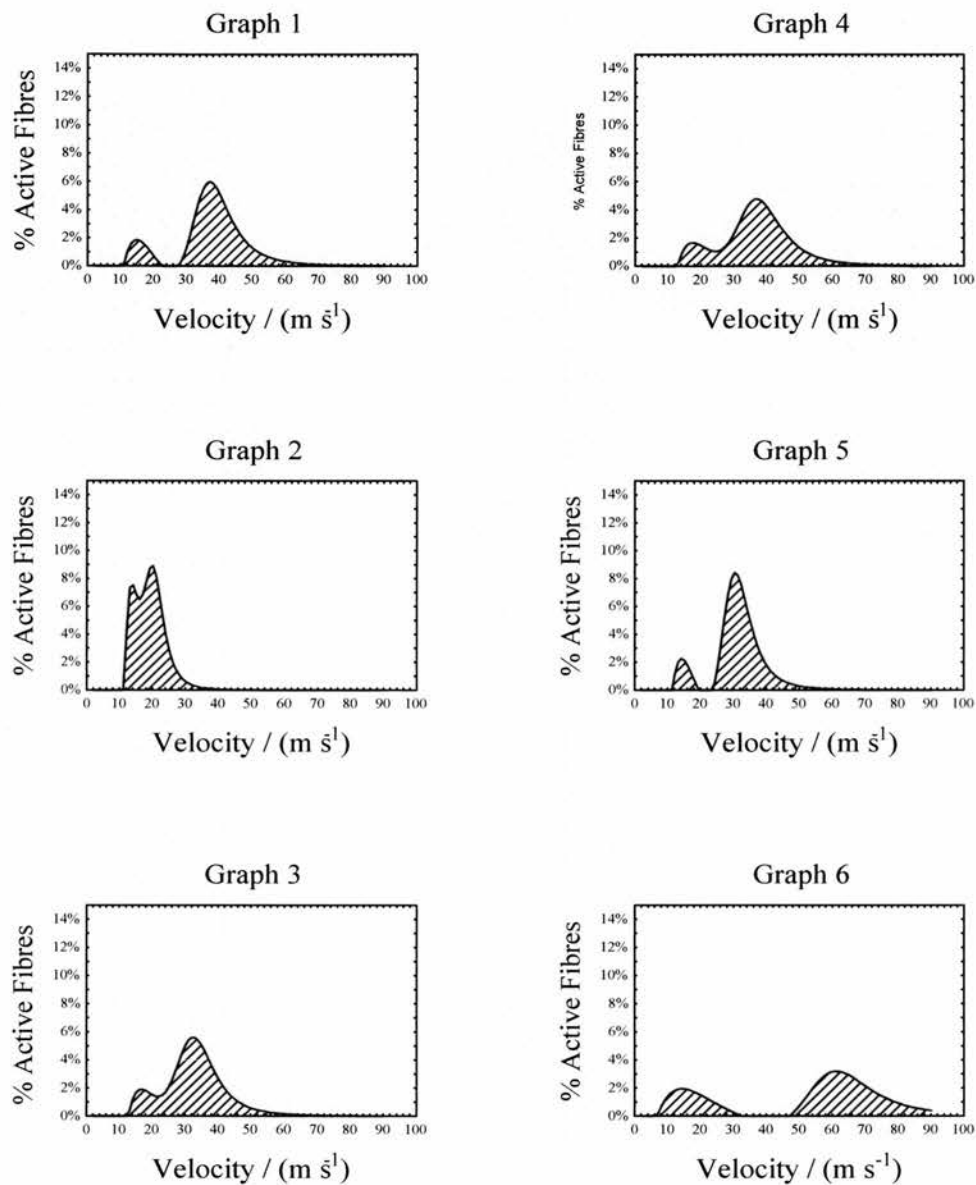 Graph 1
% Active Fibres
14%
12%
10%
8%
6%
4%
2%
0%
0 10 20 30 40 50 60 70 80 90 100
Velocity / (m s̄¹)
Graph 4
% Active Fibres
14%
12%
10%
8%
6%
4%
2%
0%
0 10 20 30 40 50 60 70 80 90 100
Velocity / (m s̄¹)
Graph 2
% Active Fibres
14%
12%
10%
8%
6%
4%
2%
0%
0 10 20 30 40 50 60 70 80 90 100
Velocity / (m s̄¹)
Graph 5
% Active Fibres
14%
12%
10%
8%
6%
4%
2%
0%
0 10 20 30 40 50 60 70 80 90 100
Velocity / (m s̄¹)
Graph 3
% Active Fibres
14%
12%
10%
8%
6%
4%
2%
0%
0 10 20 30 40 50 60 70 80 90 100
Velocity / (m s̄¹)
Graph 6
% Active Fibres
14%
12%
10%
8%
6%
4%
2%
0%
0 10 20 30 40 50 60 70 80 90 100
Velocity / (m s⁻¹)